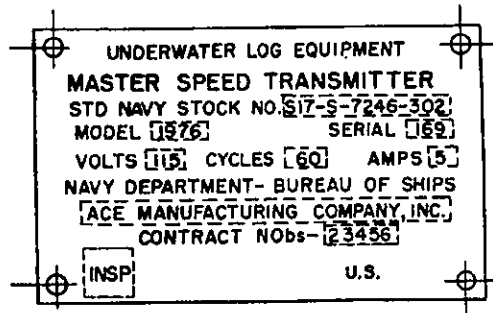 UNDERWATER LOG EQUIPMENT
MASTER SPEED TRANSMITTER
STD NAVY STOCK NO. S17-S-7246-302
MODEL 1976 SERIAL 169
VOLTS 115 CYCLES 60 AMPS 5
NAVY DEPARTMENT- BUREAU OF SHIPS
ACE MANUFACTURING COMPANY, INC.
CONTRACT NObs- 23456
INSP U.S.